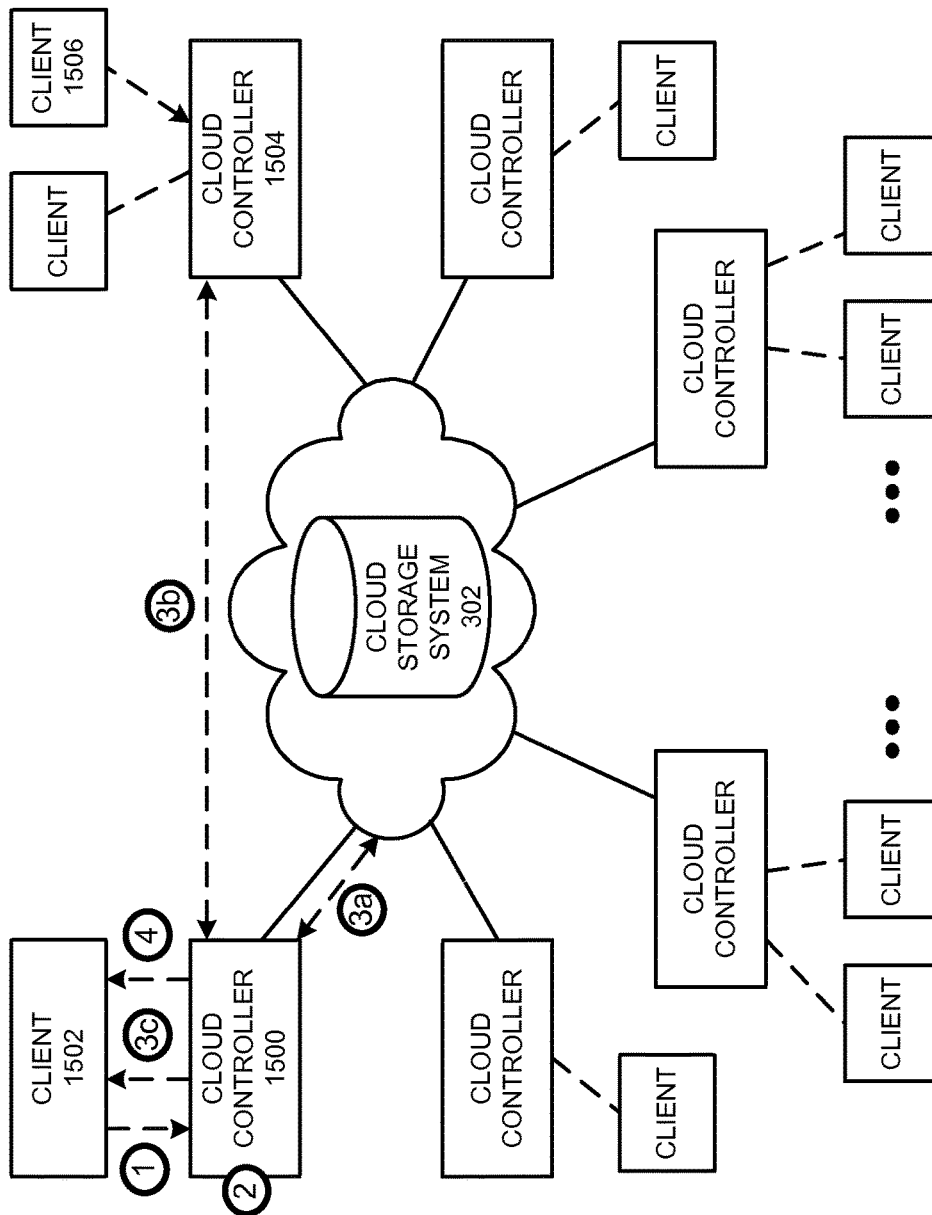 CLIENT
1502
CLIENT
CLIENT
1506
1
3c
4
3b
2
CLOUD
CONTROLLER
1500
CLOUD
CONTROLLER
1504
3a
CLOUD
STORAGE
SYSTEM
302
CLOUD
CONTROLLER
CLOUD
CONTROLLER
CLIENT
CLIENT
CLOUD
CONTROLLER
CLOUD
CONTROLLER
CLIENT
CLIENT
CLIENT
CLIENT